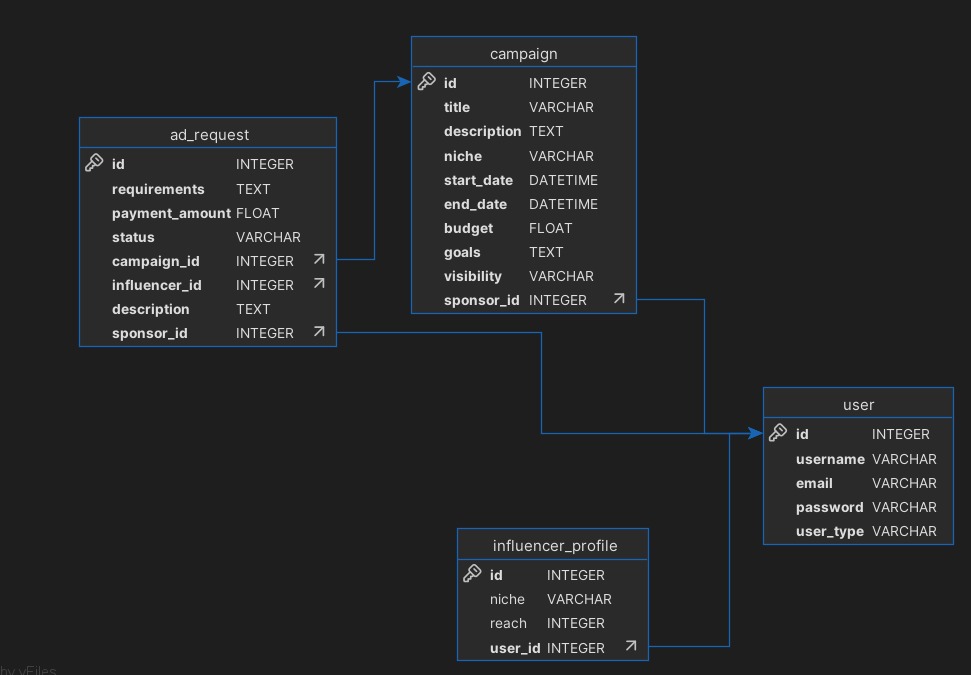 campaign
id INTEGER
title VARCHAR
description TEXT
niche VARCHAR
start_date DATETIME
end_date DATETIME
budget FLOAT
goals TEXT
visibility VARCHAR
sponsor_id INTEGER
ad_request
id INTEGER
requirements TEXT
payment_amount FLOAT
status VARCHAR
campaign_id INTEGER
influencer_id INTEGER
description TEXT
sponsor_id INTEGER
user
id INTEGER
username VARCHAR
email VARCHAR
password VARCHAR
user_type VARCHAR
influencer_profile
id INTEGER
niche VARCHAR
reach INTEGER
user_id INTEGER
by yFiles